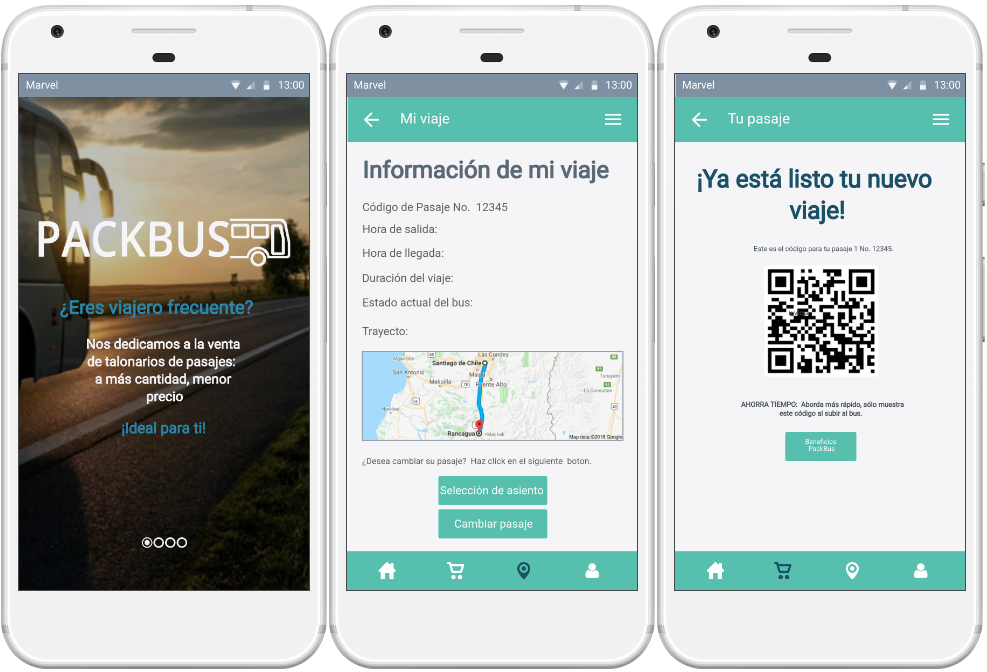 Marvel
13:00
PACKBUS
¿Eres viajero frecuente?
Nos dedicamos a la venta
de talonarios de pasajes:
a más cantidad, menor
precio
¡Ideal para ti!
Marvel
13:00
Mi viaje
Información de mi viaje
Código de Pasaje No. 12345
Hora de salida:
Hora de llegada:
Duración del viaje:
Estado actual del bus:
Trayecto:
Las Condes
Santiago de Chile
San Antonio
Melipilla
Puente Alto
Rancagua
Machali
Map data ©2018 Google
¿Desea cambiar su pasaje? Haz click en el siguiente boton.
Selección de asiento
Cambiar pasaje
Marvel
13:00
Tu pasaje
¡Ya está listo tu nuevo
viaje!
Este es el código para tu pasaje 1 No. 12345.
AHORRA TIEMPO: Aborda más rápido, sólo muestra
este código al subir al bus.
Beneficios
PackBus